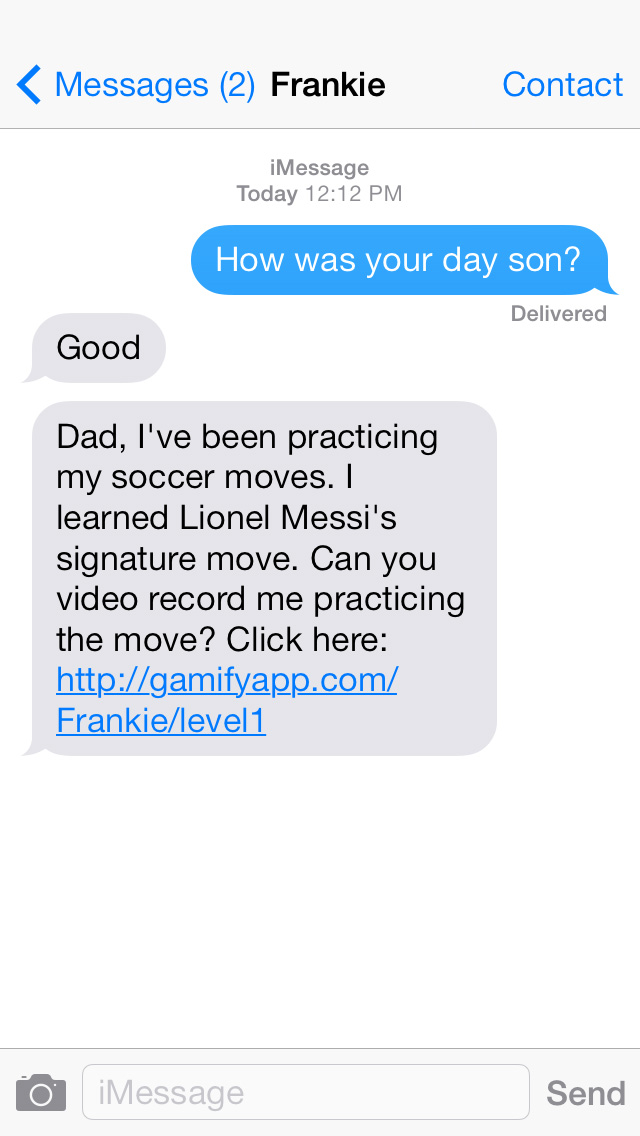 Messages (2) Frankie Contact
iMessage
Today 12:12 PM
How was your day son?
Delivered
Good
Dad, I've been practicing
my soccer moves. I
learned Lionel Messi's
signature move. Can you
video record me practicing
the move? Click here:
http://gamifyapp.com/
Frankie/level1
iMessage Send